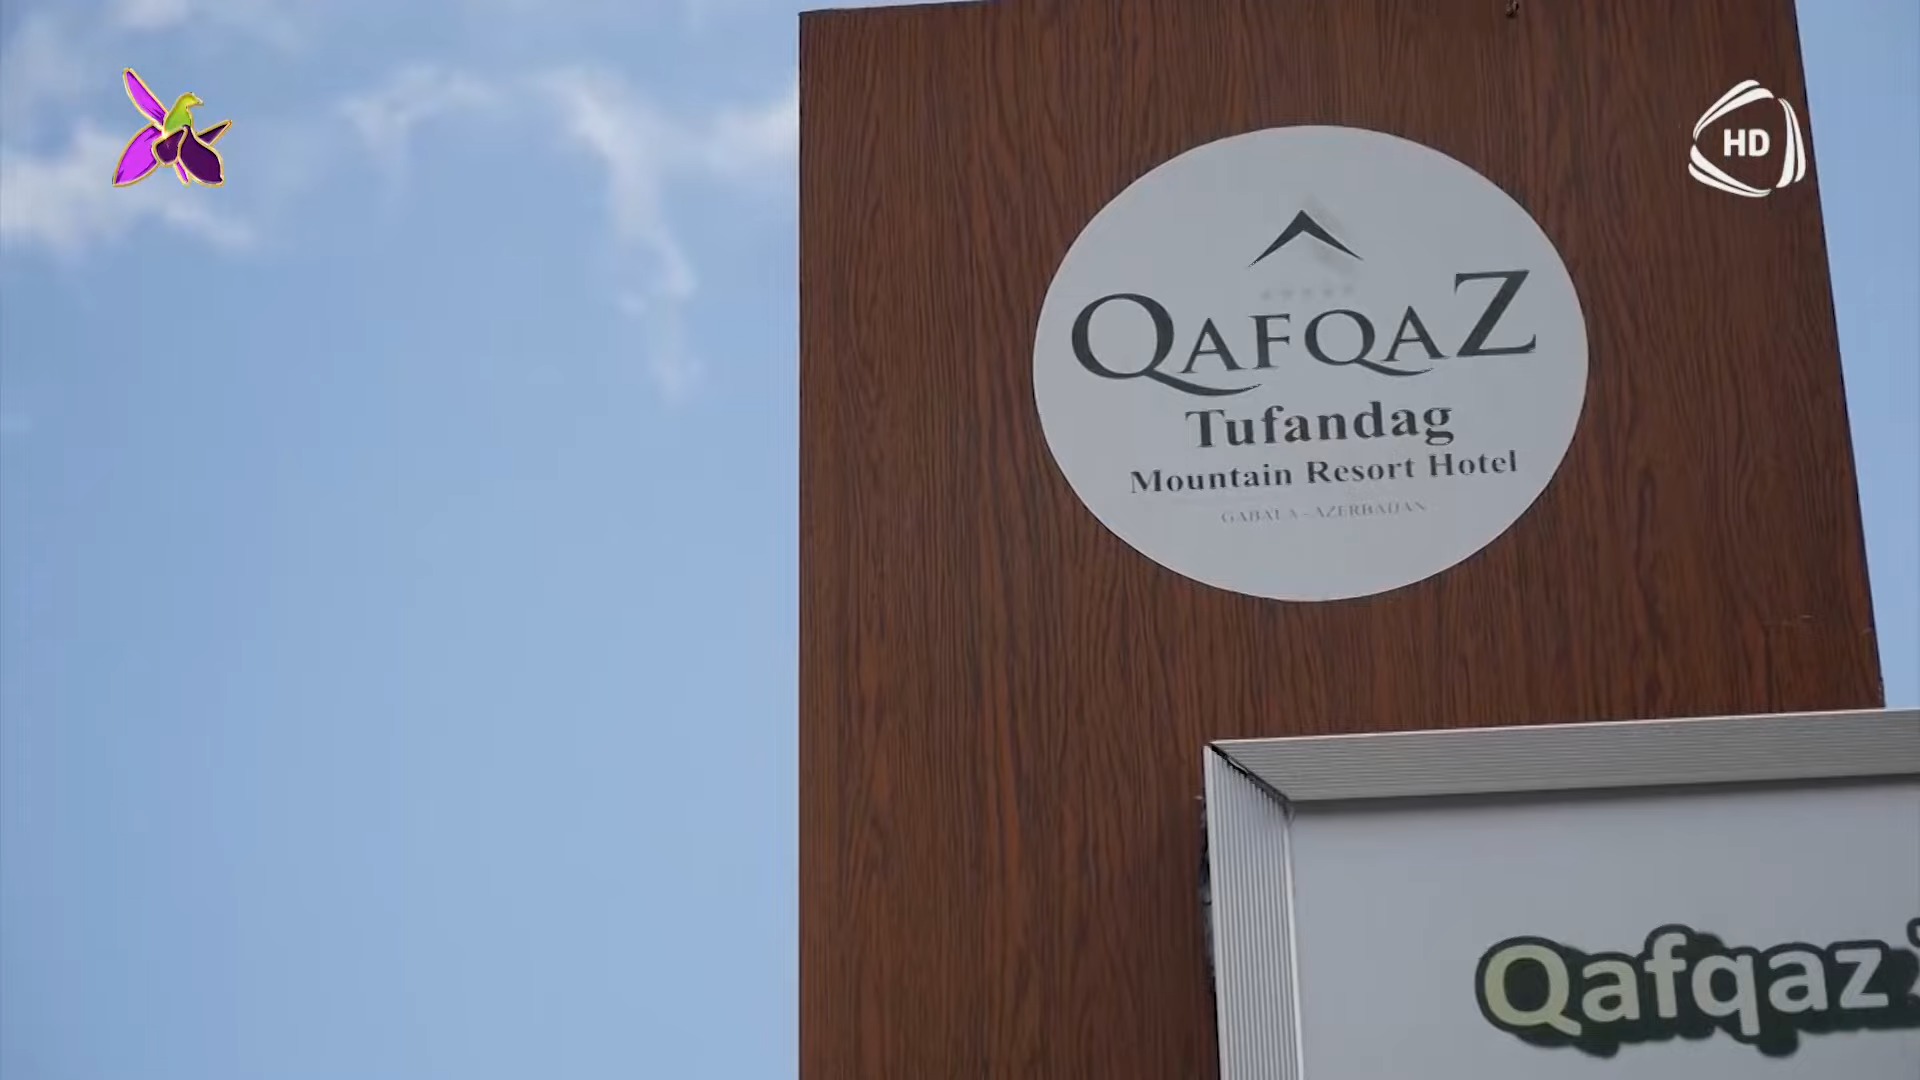 HD
QAFQAZ
Tufandag
Mountain Resort Hotel
GABALA - AZERBAIJAN
Qafqaz